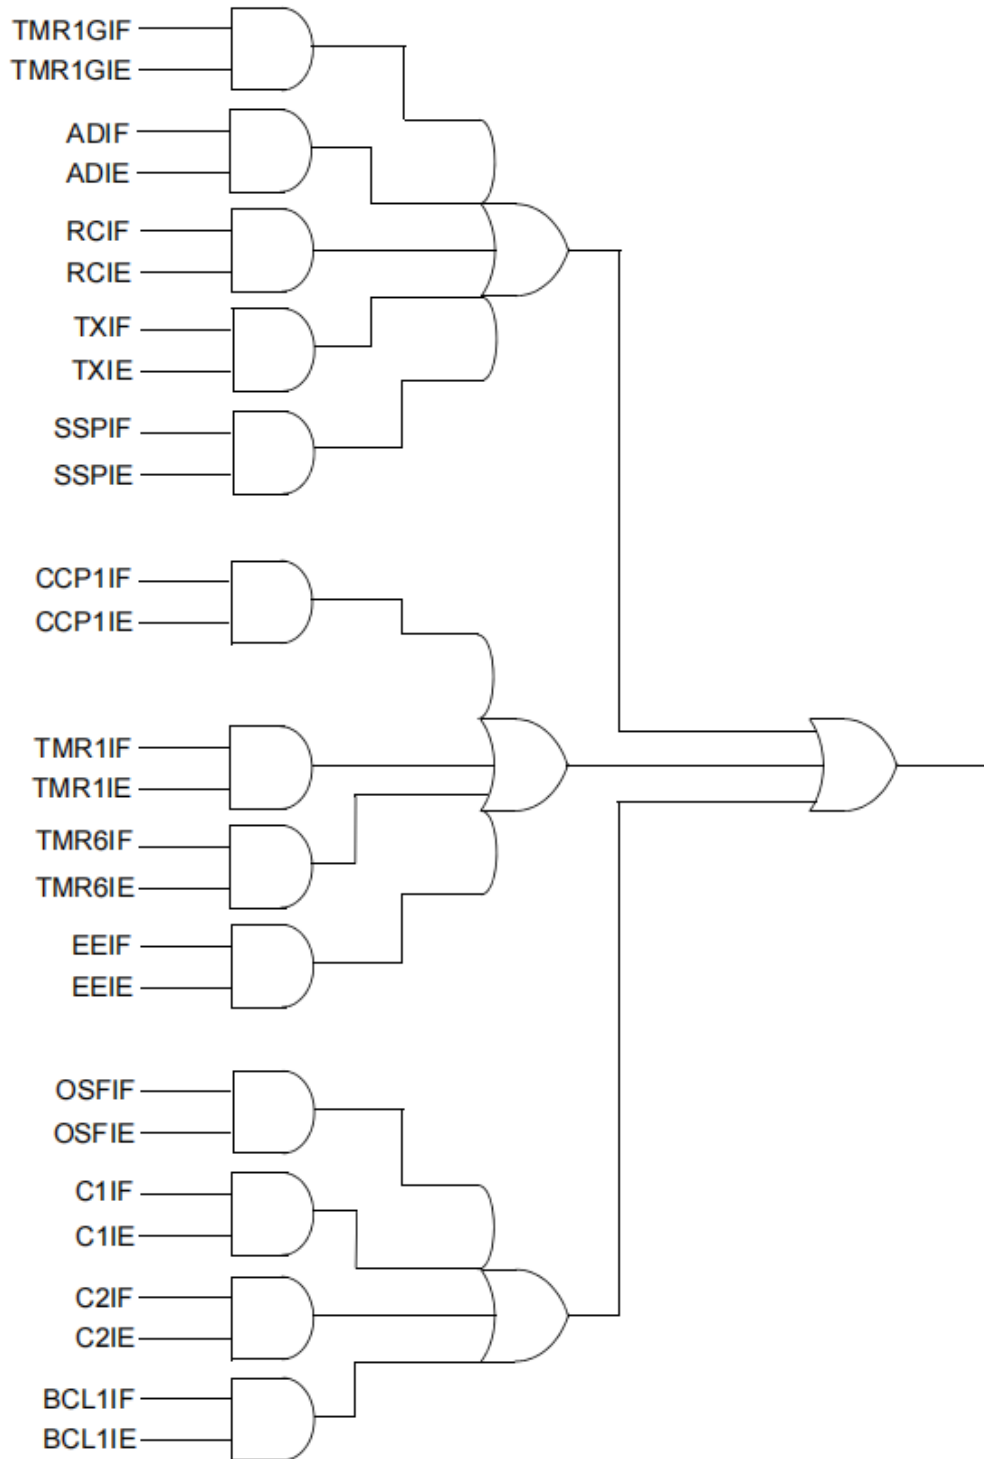 TMR1GIF
TMR1GIE
ADIF
ADIE
RCIF
RCIE
TXIF
TXIE
SSPIF
SSPIE
CCP1IF
CCP1IE
TMR1IF
TMR1IE
TMR6IF
TMR6IE
EEIF
EEIE
OSFIF
OSFIE
C1IF
C1IE
C2IF
C2IE
BCL1IF
BCL1IE